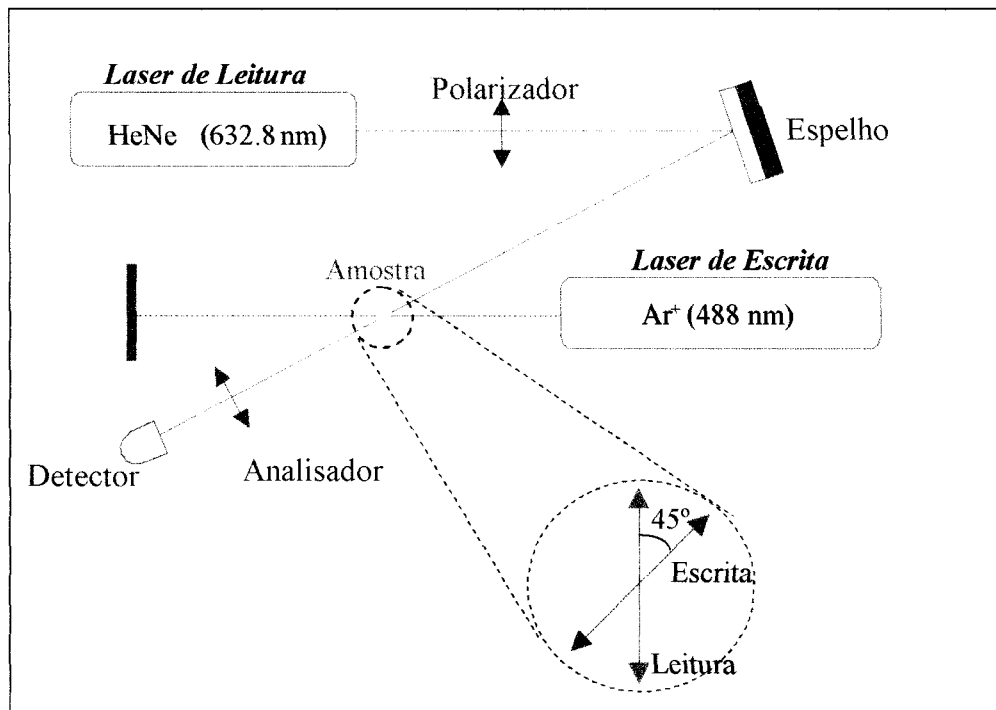 Laser de Leitura
HeNe (632.8 nm)
Polarizador
Espelho
Amostra
Laser de Escrita
Ar⁺ (488 nm)
Detector
Analisador
45º
Escrita
Leitura